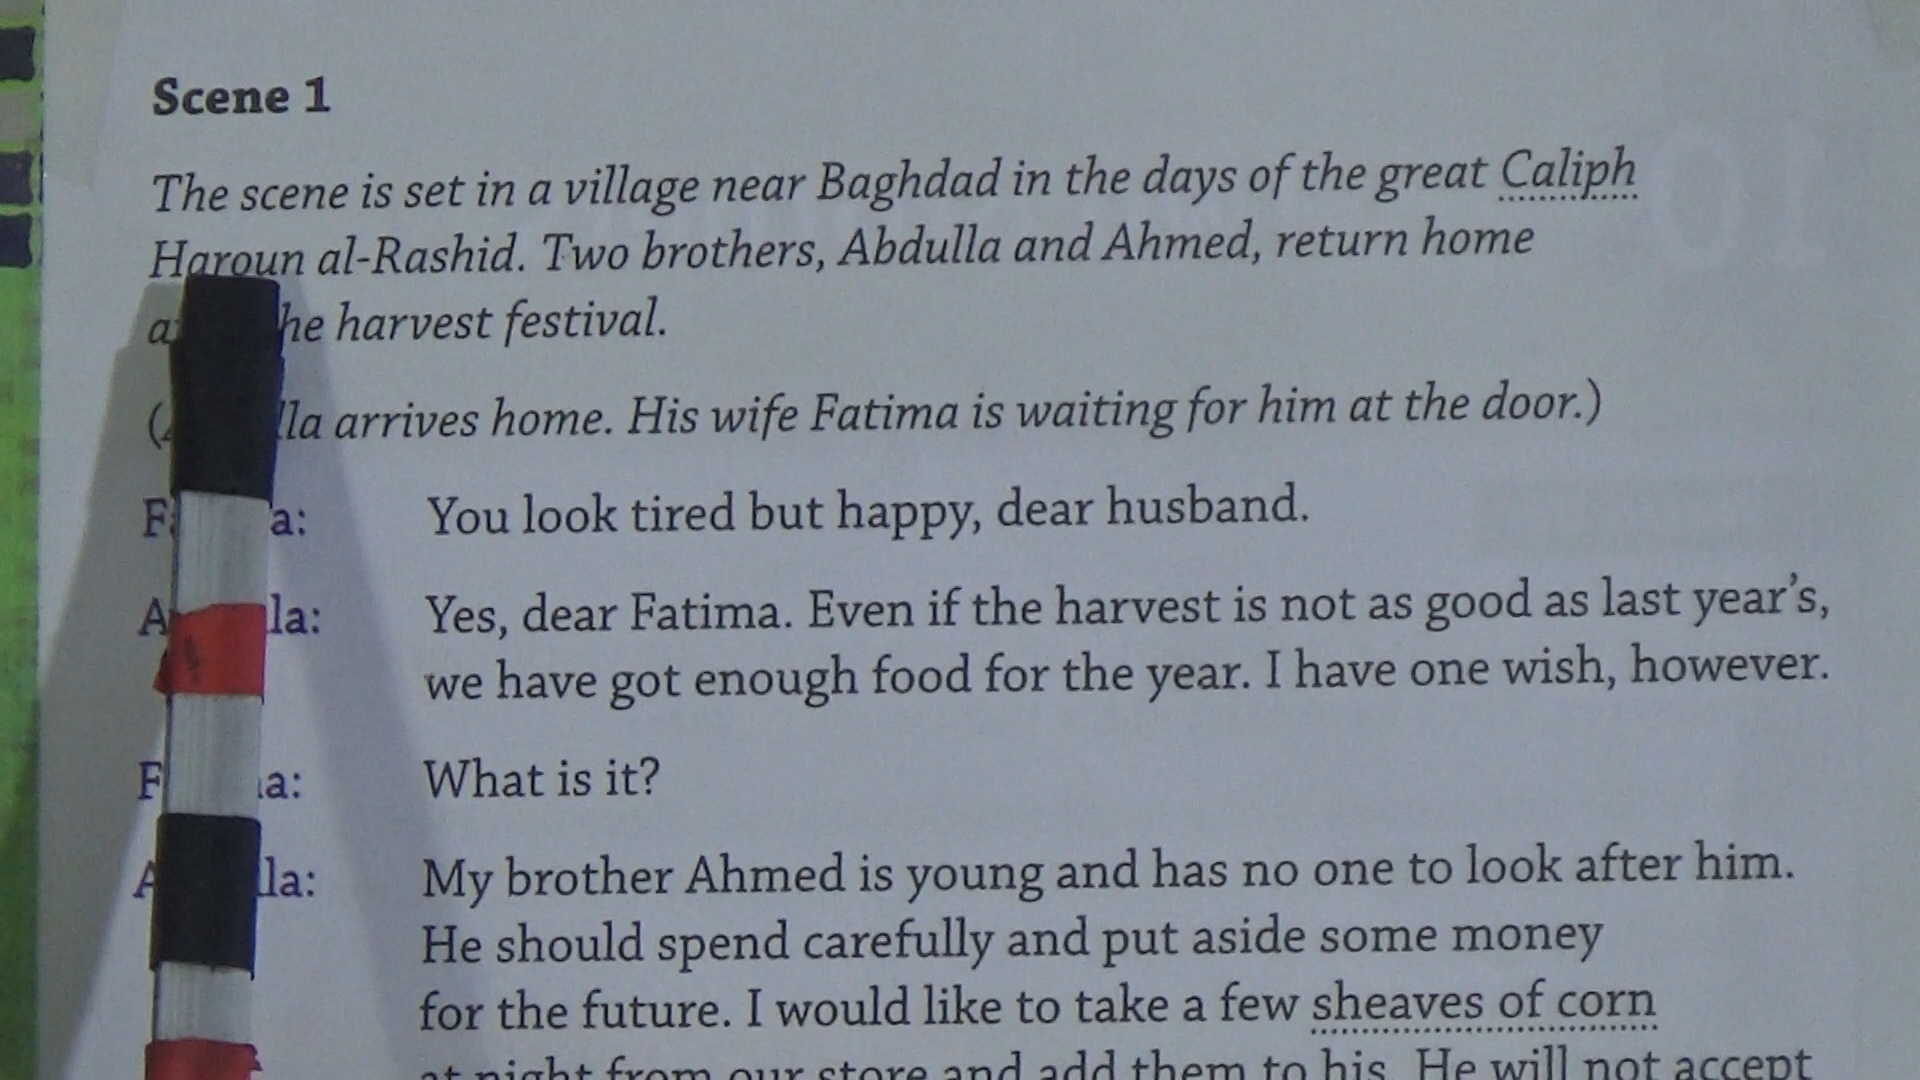 Scene 1
The scene is set in a village near Baghdad in the days of the great Caliph
Haroun al-Rashid. Two brothers, Abdulla and Ahmed, return home
harvest festival.
arrives home. His wife Fatima is waiting for him at the door.)
You look tired but happy, dear husband.
Yes, dear Fatima. Even if the harvest is not as good as last year's,
we have got enough food for the year. I have one wish, however.
What is it?
My brother Ahmed is young and has no one to look after him.
He should spend carefully and put aside some money
for the future. I would like to take a few sheaves of corn
at night from our store and add them to his. He will not accept